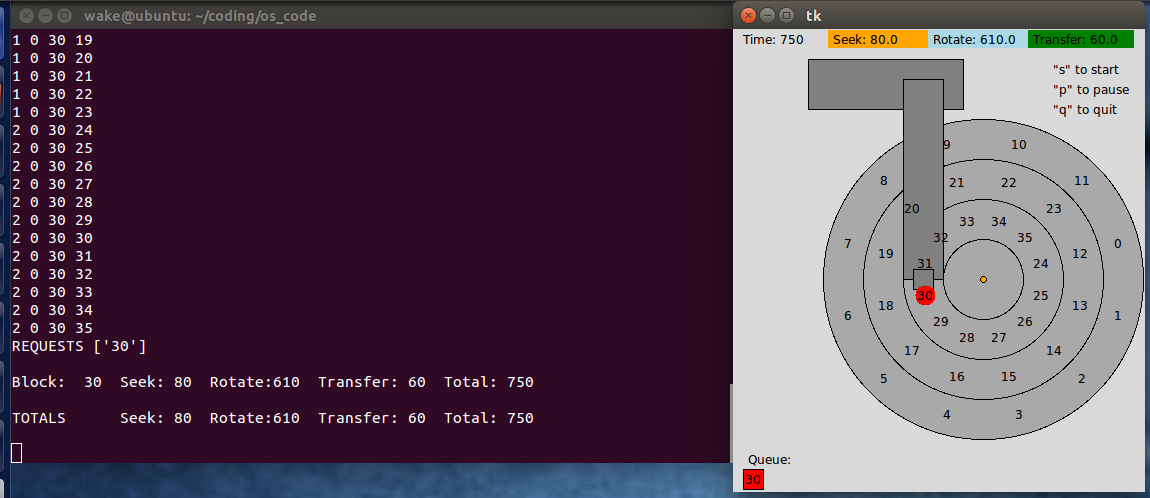 wake@ubuntu: ~/coding/os_code
1 0 30 19
1 0 30 20
1 0 30 21
1 0 30 22
1 0 30 23
2 0 30 24
2 0 30 25
2 0 30 26
2 0 30 27
2 0 30 28
2 0 30 29
2 0 30 30
2 0 30 31
2 0 30 32
2 0 30 33
2 0 30 34
2 0 30 35
REQUESTS ['30']
Block:  30  Seek: 80  Rotate:610  Transfer: 60  Total: 750
TOTALS      Seek: 80  Rotate:610  Transfer: 60  Total: 750
tk
Time: 750 Seek: 80.0 Rotate: 610.0 Transfer: 60.0
"s" to start
"p" to pause
"q" to quit
9 10
8 21 22 11
20 33 34 23
7 19 32 35 12 0
31 24
18 30 25 13
6 29 26 1
17 28 27 14
5 16 15 2
4 3
Queue:
30